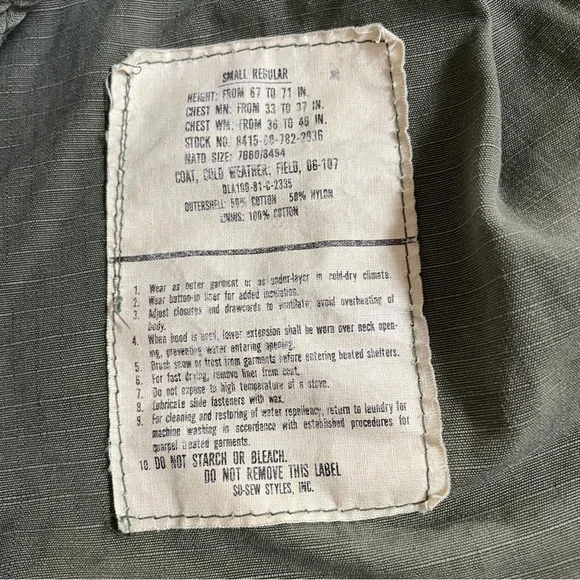 SMALL REGULAR
HEIGHT: FROM 67 TO 71 IN.
CHEST MN: FROM 33 TO 37 IN.
CHEST WM: FROM 36 TO 40 IN.
STOCK NO. 8415-00-782-2936
NATO SIZE: 7080/8494
COAT, COLD WEATHER, FIELD, OG-107
DLA100-81-C-2335
OUTERSHELL: 50% COTTON 50% NYLON
LINING: 100% COTTON
1. Wear as outer garment or as under-layer in cold-dry climate.
2. Wear button-in liner for added insulation.
3. Adjust closures and drawcords to ventilate; avoid overheating of
body.
4. When hood is used, lower extension shall be worn over neck open-
ing, preventing water entering opening.
5. Brush snow or frost from garments before entering heated shelters.
6. For fast drying, remove liner from coat.
7. Do not expose to high temperature of a stove.
8. Lubricate slide fasteners with wax.
9. For cleaning and restoring of water repellency, return to laundry for
machine washing in accordance with established procedures for
quarpel treated garments.
10. DO NOT STARCH OR BLEACH.
DO NOT REMOVE THIS LABEL
SO-SEW STYLES, INC.